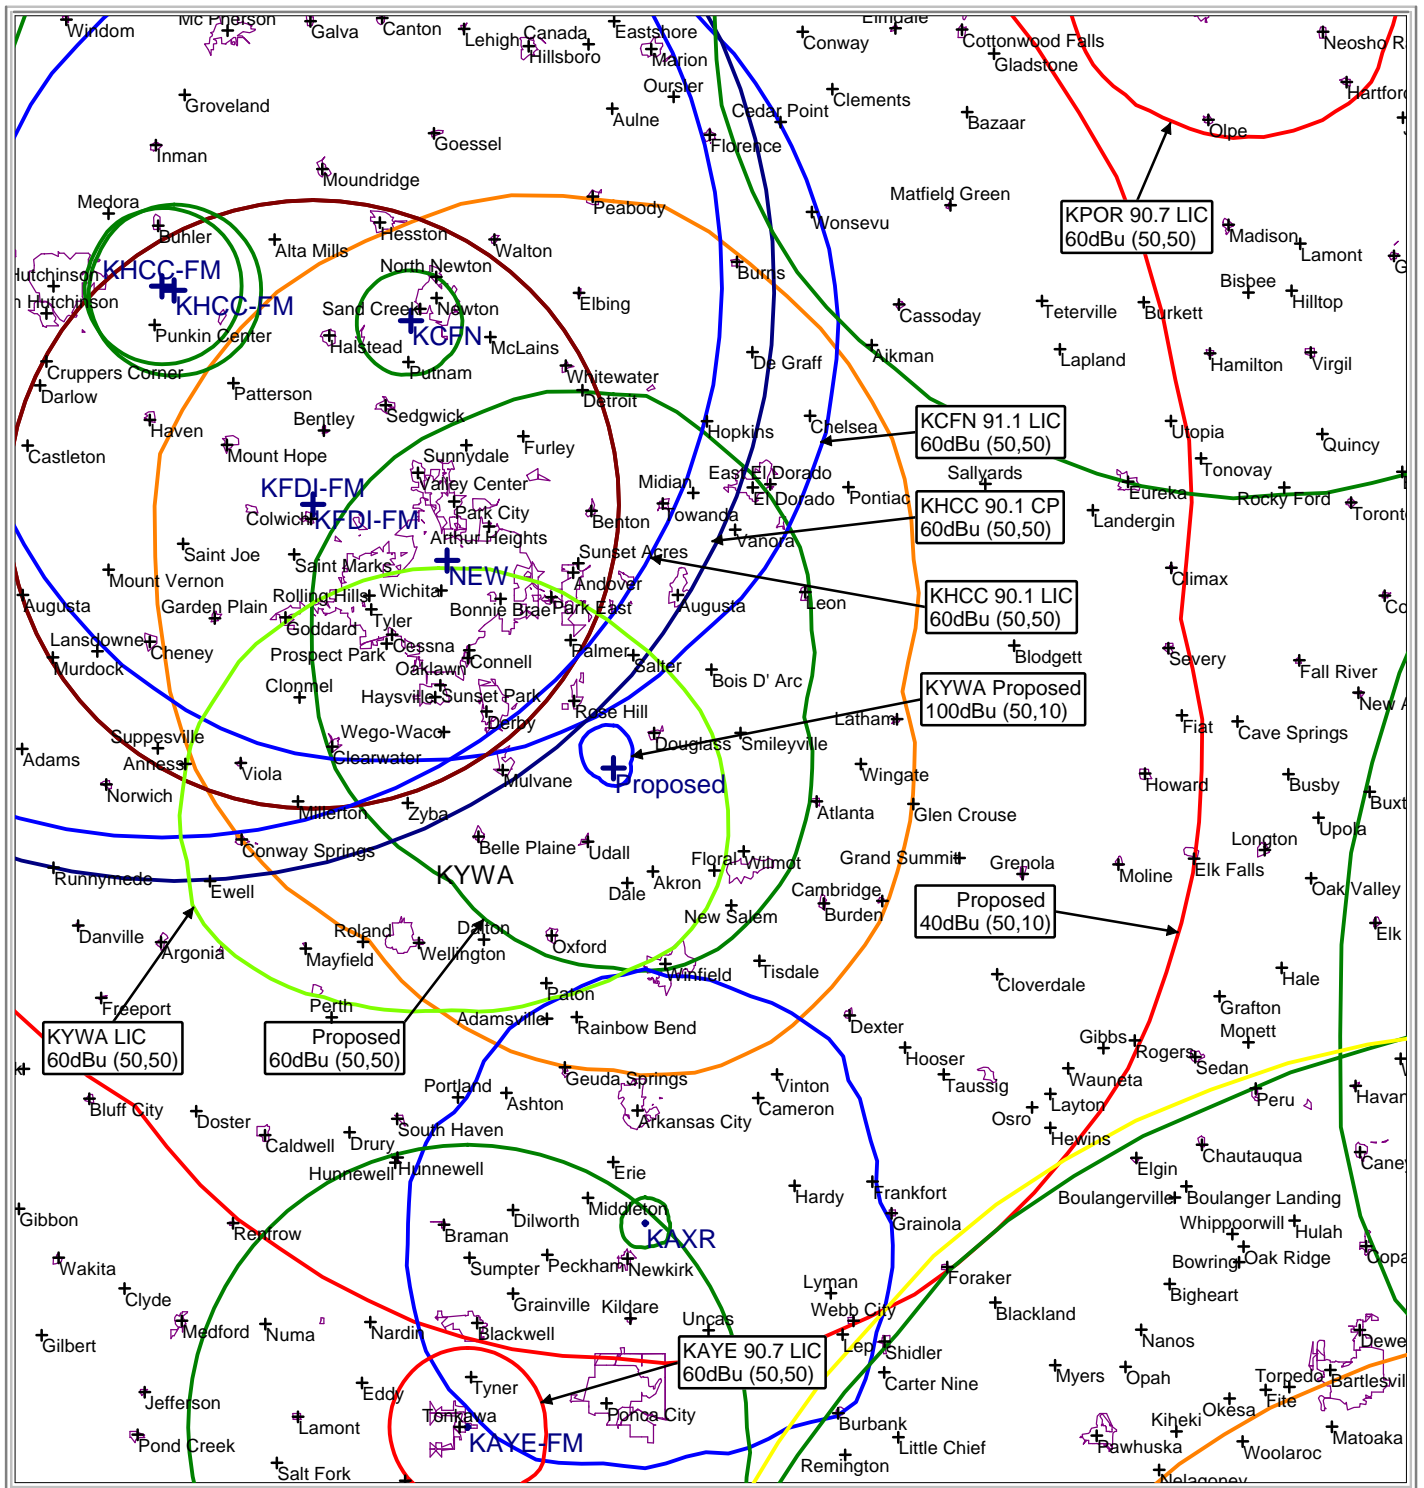 Windom
Mc Pherson
Galva
Canton
Lehigh
Canada
Hillsboro
Eastshore
Marion
Conway
Elmdale
Cottonwood Falls
Gladstone
Neosho R
Groveland
Oursler
Aulne
Cedar Point
Clements
Bazaar
Hartford
Olpe
Inman
Goessel
Florence
Moundridge
Medora
Buhler
Alta Mills
Hesston
Walton
Peabody
Wonsevu
Matfield Green
KPOR 90.7 LIC
60dBu (50,50)
Madison
Lamont
Hutchinson
KHCC-FM
KHCC-FM
North Newton
Sand Creek
Newton
KCFN
Elbing
Burns
Cassoday
Teterville
Burkett
Bisbee
Hilltop
n Hutchinson
Punkin Center
Halstead
McLains
De Graff
Aikman
Lapland
Hamilton
Virgil
Cruppers Corner
Darlow
Patterson
Putnam
Whitewater
Detroit
Haven
Bentley
Sedgwick
Hopkins
Chelsea
KCFN 91.1 LIC
60dBu (50,50)
Utopia
Quincy
Castleton
Mount Hope
Sunnydale
Furley
Tonovay
Valley Center
Midian
East El Dorado
El Dorado
Pontiac
Sallyards
Eureka
Rocky Ford
Toront
KFDI-FM
KFDI-FM
Colwich
Park City
Arthur Heights
Benton
Towanda
Vanora
KHCC 90.1 CP
60dBu (50,50)
Landergin
Saint Joe
Saint Marks
NEW
Sunset Acres
Andover
Climax
Mount Vernon
Augusta
Garden Plain
Rolling Hills
Wichita
Bonnie Brae
Park East
Augusta
Leon
KHCC 90.1 LIC
60dBu (50,50)
Co
Goddard
Tyler
Lansdowne
Cheney
Murdock
Prospect Park
Cessna
Oaklawn
Connell
Palmer
Salter
Bois D' Arc
Blodgett
Severy
Fall River
Clonmel
Haysville
Sunset Park
Derby
Rose Hill
KYWA Proposed
100dBu (50,10)
Latham
Fiat
Cave Springs
New A
Suppesville
Wego-Waco
Clearwater
Douglass
Smileyville
Adams
Anness
Viola
Mulvane
Proposed
Wingate
Howard
Busby
Norwich
Millerton
Zyba
Atlanta
Glen Crouse
Buxt
Upola
Conway Springs
Belle Plaine
Udall
Floral
Wilmot
Grand Summit
Grenola
Moline
Longton
Elk Falls
Runnymede
Ewell
KYWA
Akron
Dale
Cambridge
Burden
Oak Valley
Proposed
40dBu (50,10)
New Salem
Danville
Argonia
Roland
Mayfield
Dalton
Wellington
Oxford
Winfield
Tisdale
Elk
Cloverdale
Hale
Freeport
Perth
Paton
Adamsville
Rainbow Bend
Dexter
Grafton
Monett
KYWA LIC
60dBu (50,50)
Proposed
60dBu (50,50)
Gibbs
Rogers
Sedan
Hooser
Geuda Springs
Vinton
Taussig
Wauneta
Portland
Ashton
Cameron
Layton
Osro
Peru
Havan
Bluff City
Doster
Caldwell
Drury
South Haven
Arkansas City
Hewins
Chautauqua
Caney
Hunnewell
Hunnewell
Erie
Elgin
Hardy
Frankfort
Boulangerville
Boulanger Landing
Gibbon
Renfrow
Dilworth
Middleton
KAXR
Grainola
Whippoorwill
Hulah
Braman
Wakita
Sumpter
Peckham
Newkirk
Bowring
Oak Ridge
Copa
Foraker
Clyde
Grainville
Lyman
Bigheart
Blackland
Medford
Numa
Nardin
Blackwell
Kildare
Uncas
Webb City
Gilbert
Lep
Shidler
Nanos
Dewe
KAYE 90.7 LIC
60dBu (50,50)
Jefferson
Eddy
Tyner
Carter Nine
Myers
Opah
Torpedo
Bartlesvil
Fite
Okesa
Lamont
Tonkawa
Ponca City
Burbank
Kiheki
Pond Creek
KAYE-FM
Little Chief
Pawhuska
Woolaroc
Matoaka
Salt Fork
Remington
Nelagoney